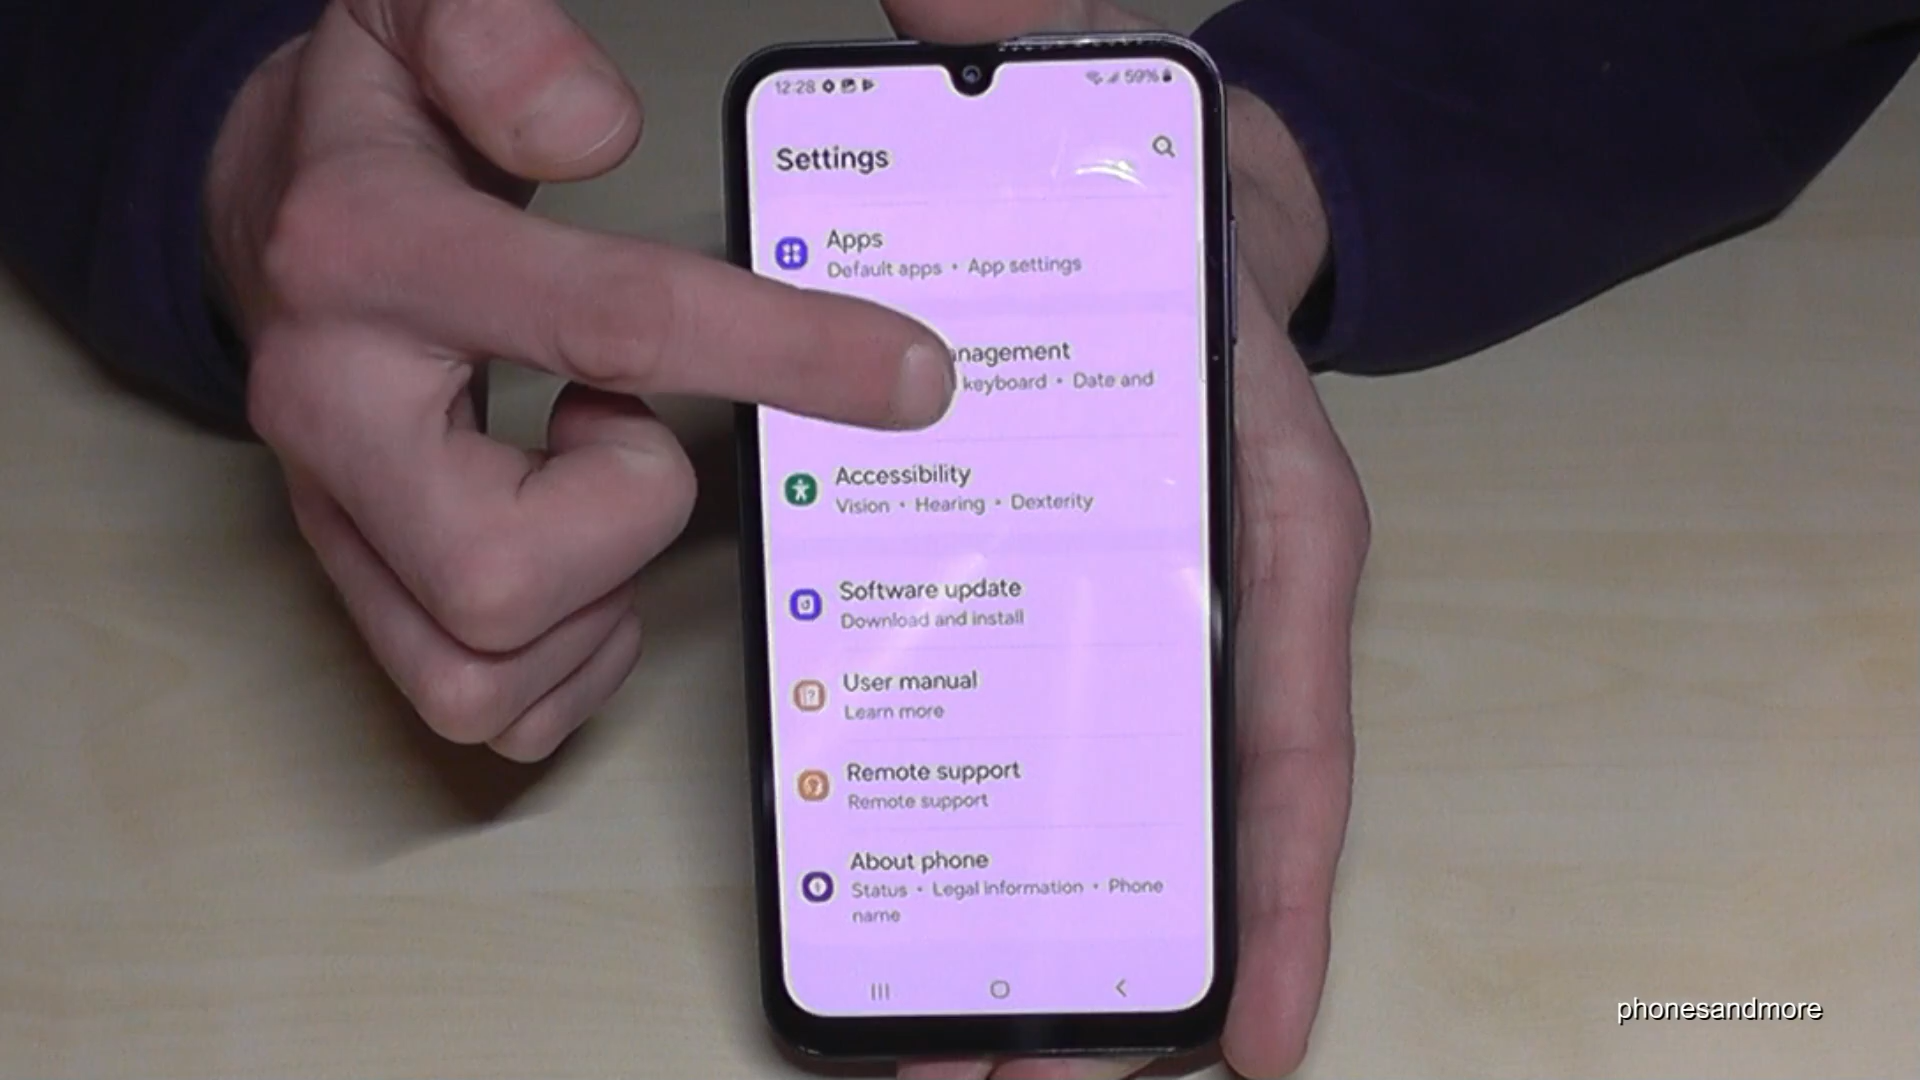 12:28
59%
Settings
Apps
Default apps • App settings
nagement
keyboard • Date and
Accessibility
Vision • Hearing • Dexterity
Software update
Download and install
User manual
Learn more
Remote support
Remote support
About phone
Status • Legal information • Phone
name
phonesandmore